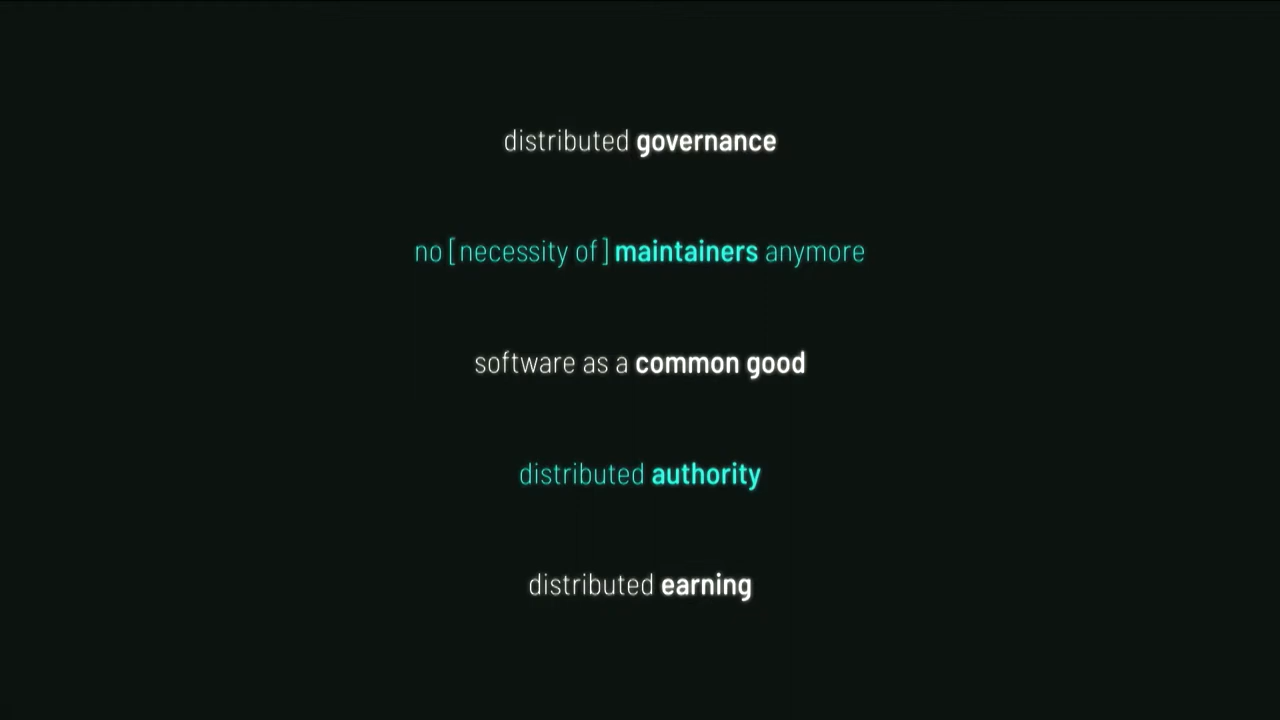 distributed governance
no [necessity of] maintainers anymore
software as a common good
distributed authority
distributed earning